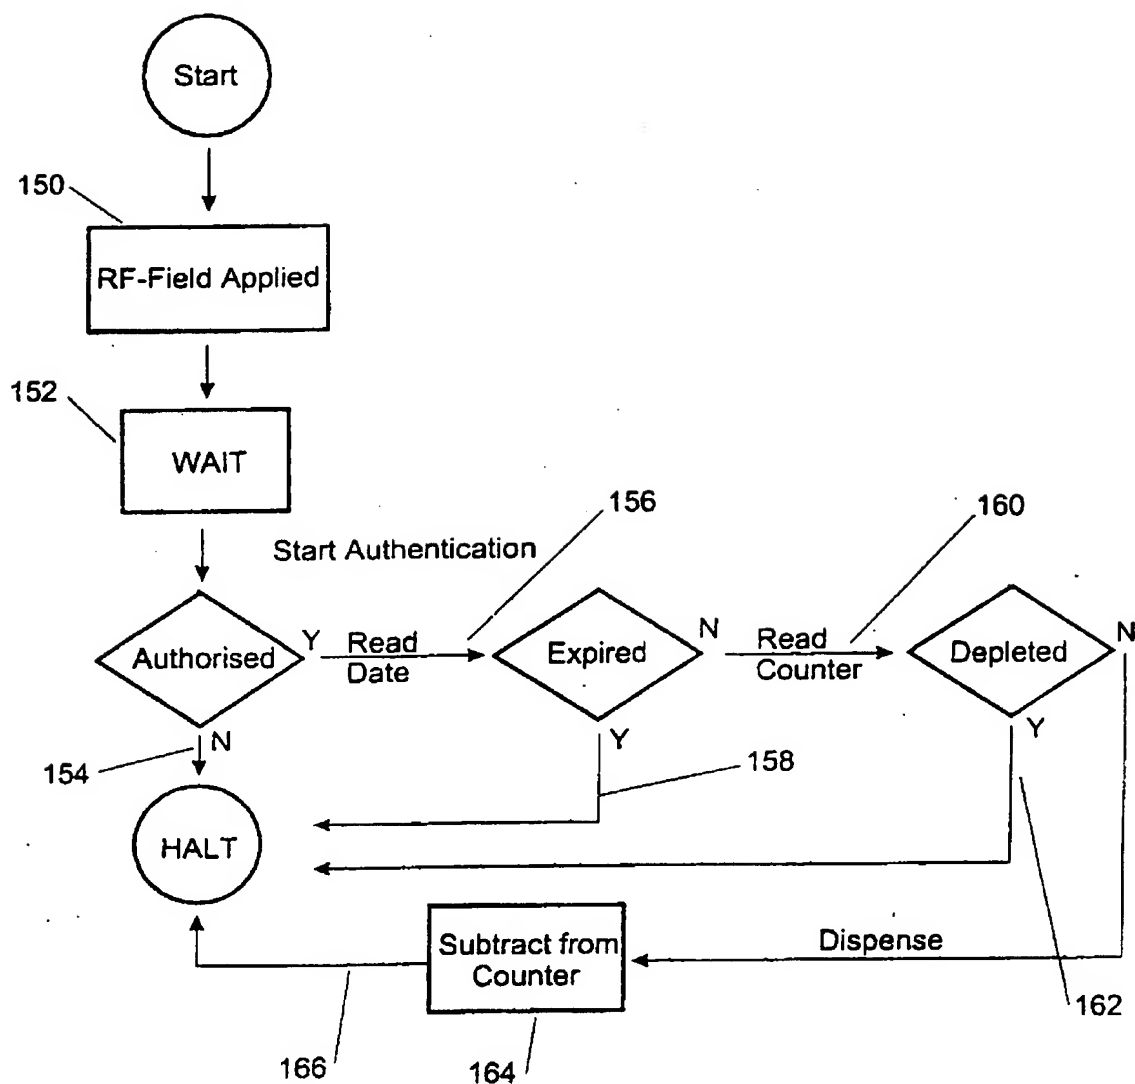 Start
150
RF-Field Applied
152
WAIT
Start Authentication
156
160
Authorised
Y
Read
Date
Expired
N
Read
Counter
Depleted
N
N
154
Y
158
Y
HALT
Subtract from
Counter
Dispense
162
166
164